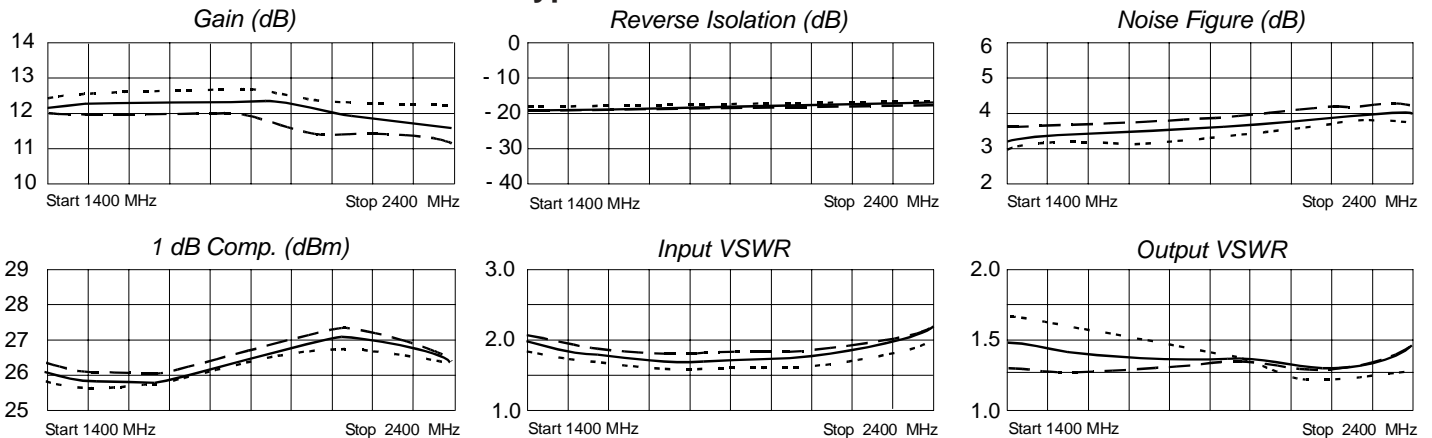 Gain (dB)
14
13
12
11
10
Start 1400 MHz Stop 2400 MHz
Reverse Isolation (dB)
0
- 10
- 20
- 30
- 40
Start 1400 MHz Stop 2400 MHz
Noise Figure (dB)
6
5
4
3
2
Start 1400 MHz Stop 2400 MHz
1 dB Comp. (dBm)
29
28
27
26
25
Start 1400 MHz Stop 2400 MHz
Input VSWR
3.0
2.0
1.0
Start 1400 MHz Stop 2400 MHz
Output VSWR
2.0
1.5
1.0
Start 1400 MHz Stop 2400 MHz